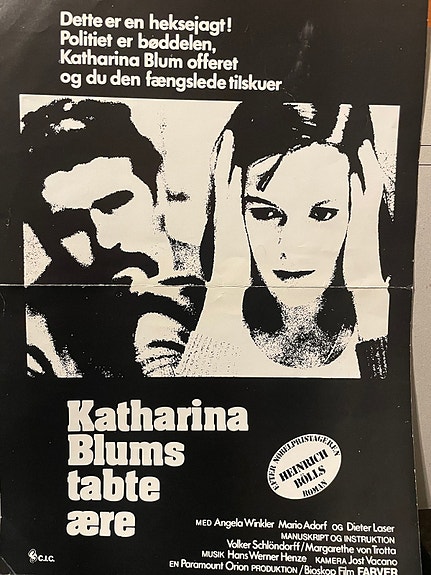 Dette er en heksejagt!
Politiet er bøddelen,
Katharina Blum offeret
og du den fængslede tilskuer
Katharina
Blums
tabte
ære
EFTER NOBELPRISTAGEREN
HEINRICH
BÖLLS
ROMAN
MED Angela Winkler Mario Adorf OG Dieter Laser
MANUSKRIPT OG INSTRUKTION
Volker Schlöndorff/Margarethe von Trotta
MUSIK Hans Werner Henze KAMERA Jost Vacano
EN Paramount Orion PRODUKTION/Bioskop Film FARVER
C.I.C.